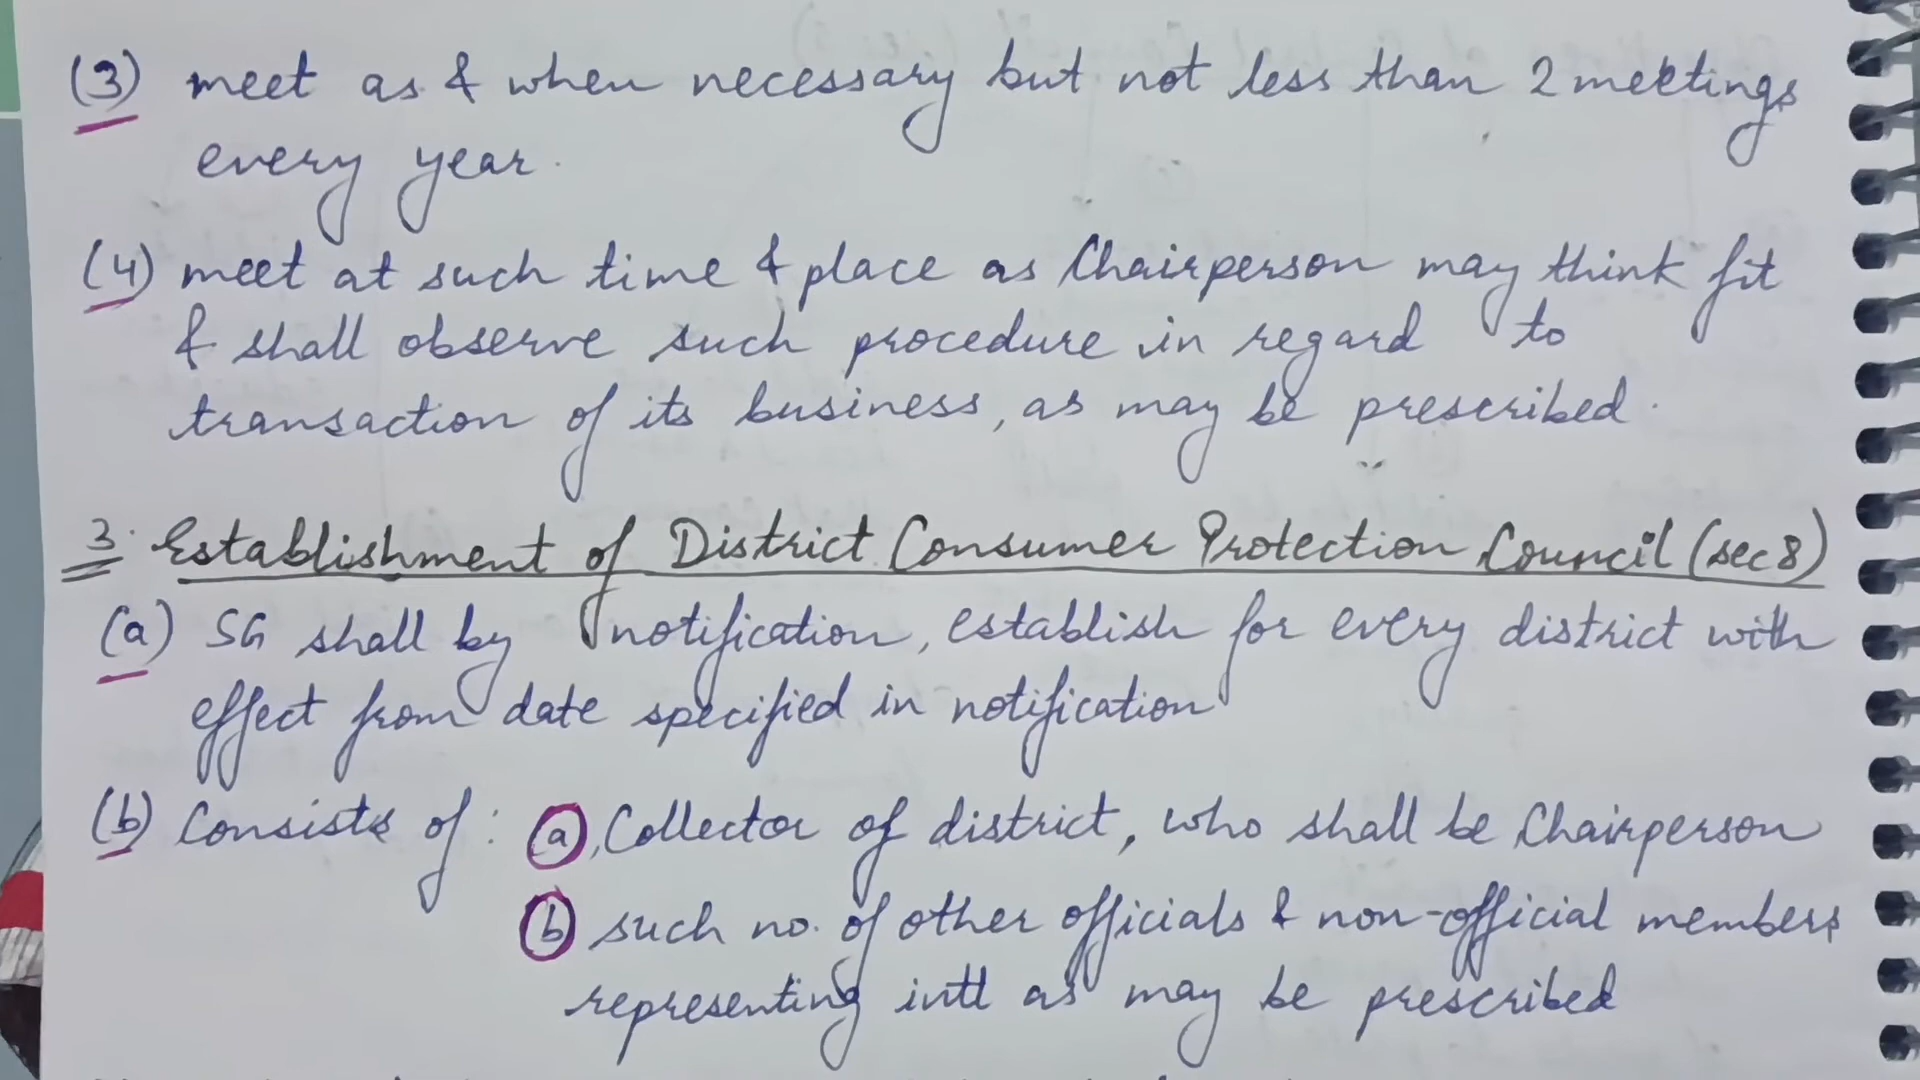 (3) meet as & when necessary but not less than 2 meetings
every year.
(4) meet at such time & place as Chairperson may think fit
& shall observe such procedure in regard to
transaction of its business, as may be prescribed.
3. Establishment of District Consumer Protection Council (sec 8)
(a) SG shall by notification, establish for every district with
effect from date specified in notification
(b) Consists of : (a) Collector of district, who shall be Chairperson
(b) such no. of other officials & non-official members
representing intt as may be prescribed